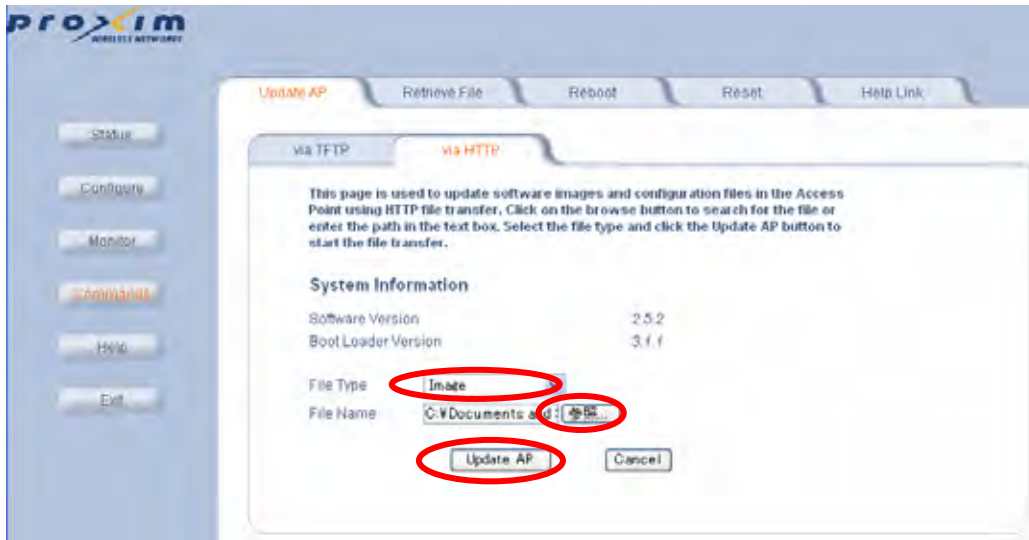 proxim
WIRELESS NETWORKS
Update AP Retrieve File Reboot Reset Help Link
Status
via TFTP via HTTP
Configure
This page is used to update software images and configuration files in the Access
Point using HTTP file transfer. Click on the browse button to search for the file or
enter the path in the text box. Select the file type and click the Update AP button to
start the file transfer.
Monitor
System Information
Commands
Software Version 2.5.2
Boot Loader Version 3.1.1
Help
File Type Image
Exit
File Name C:¥Documents and 参照...
Update AP Cancel